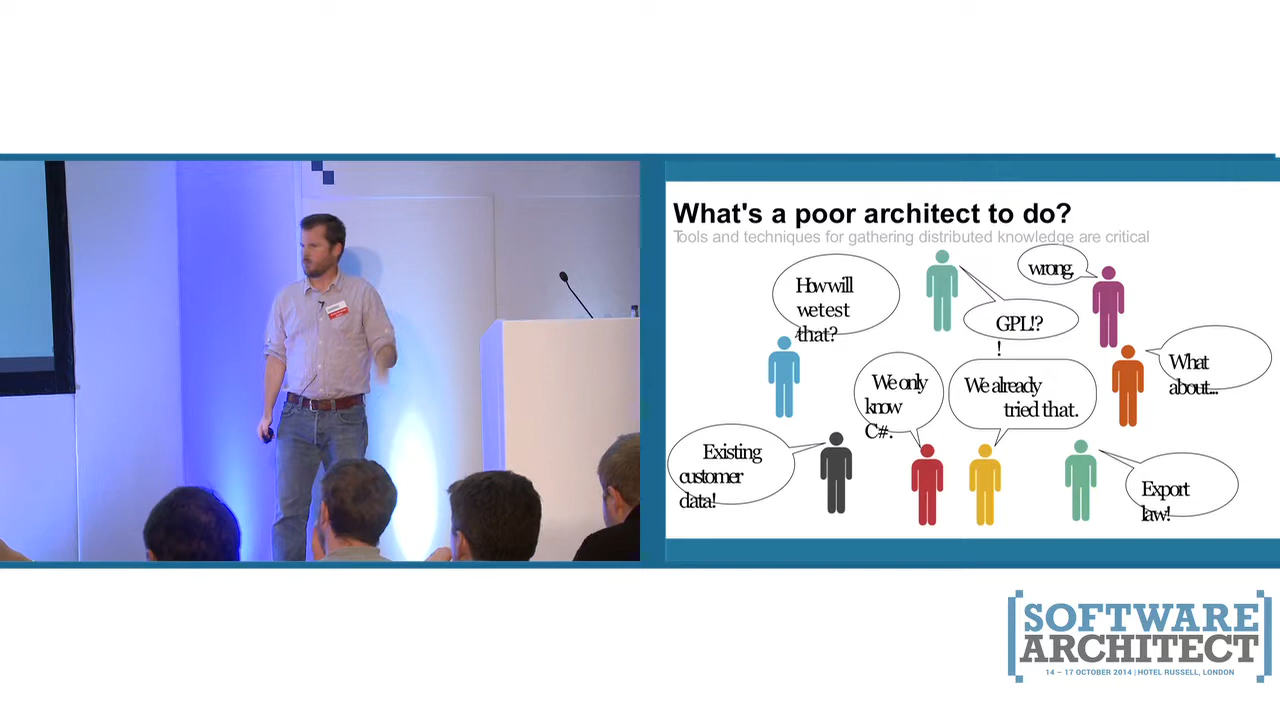 What's a poor architect to do?
Tools and techniques for gathering distributed knowledge are critical
How will
we test
that?
GPL!?
!
wrong.
What
about...
We only
know
C#.
We already
tried that.
Existing
customer
data!
Export
law!
[SOFTWARE
ARCHITECT]
14 – 17 OCTOBER 2014 | HOTEL RUSSELL, LONDON